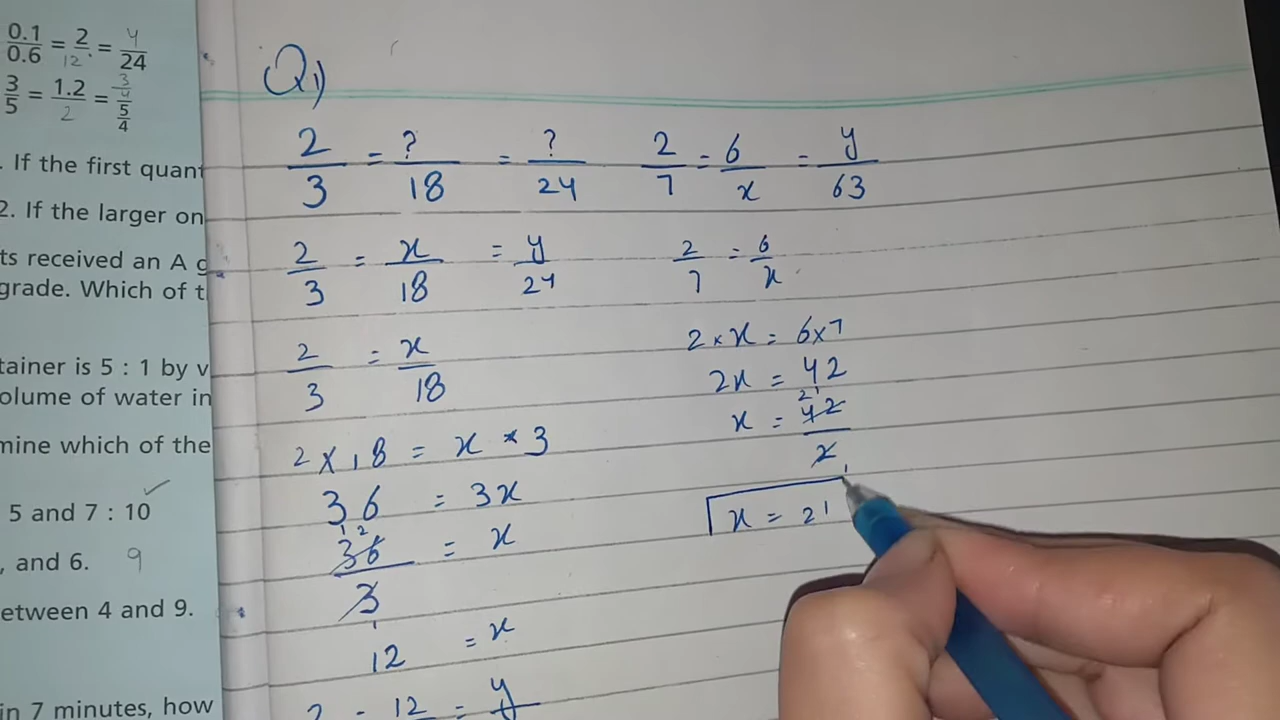 0.1/0.6 = 2/12 = y/24
3/5 = 1.2/2 = 3/4/5/4
. If the first quant
2. If the larger on
ts received an A g
grade. Which of t
tainer is 5 : 1 by v
olume of water in
mine which of the
5 and 7 : 10
, and 6. 9
etween 4 and 9.
in 7 minutes, how
Q1)
2/3 = ?/18 = ?/24
2/3 = x/18 = y/24
2/3 = x/18
2 × 18 = x × 3
36 = 3x
36/3 = x
12 = x
2 = 12 = y
2/7 = 6/x = y/63
2/7 = 6/x
2 × x = 6×7
2x = 42
x = 42/2
x = 21